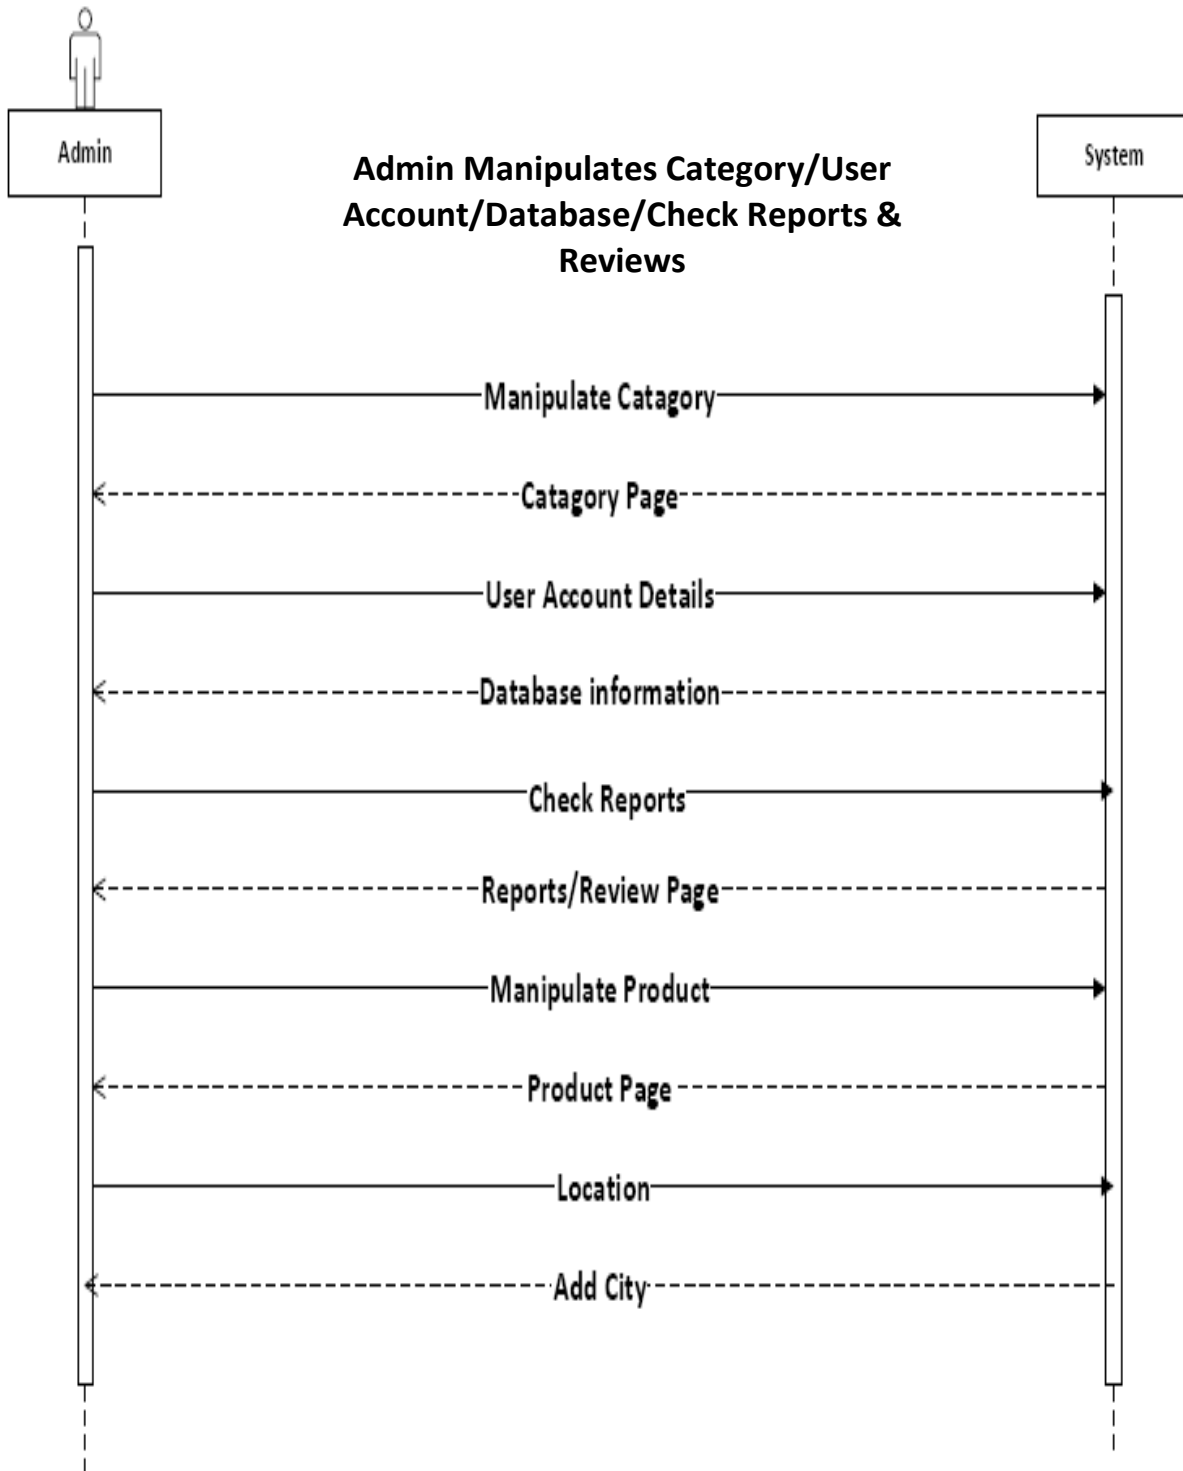 Admin
System
Admin Manipulates Category/User
Account/Database/Check Reports &
Reviews
Manipulate Catagory
Catagory Page
User Account Details
Database information
Check Reports
Reports/Review Page
Manipulate Product
Product Page
Location
Add City